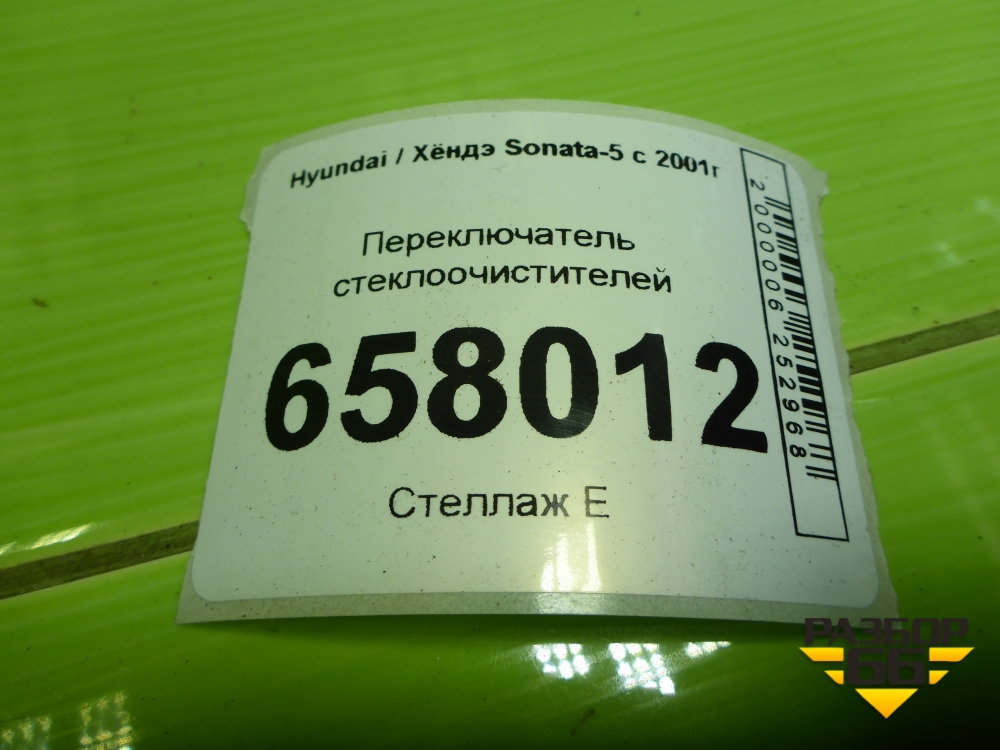 Hyundai / Хёндэ Sonata-5 с 2001г
Переключатель
стеклоочистителей
658012
Стеллаж Е
2000006252968
РАЗБОР
66